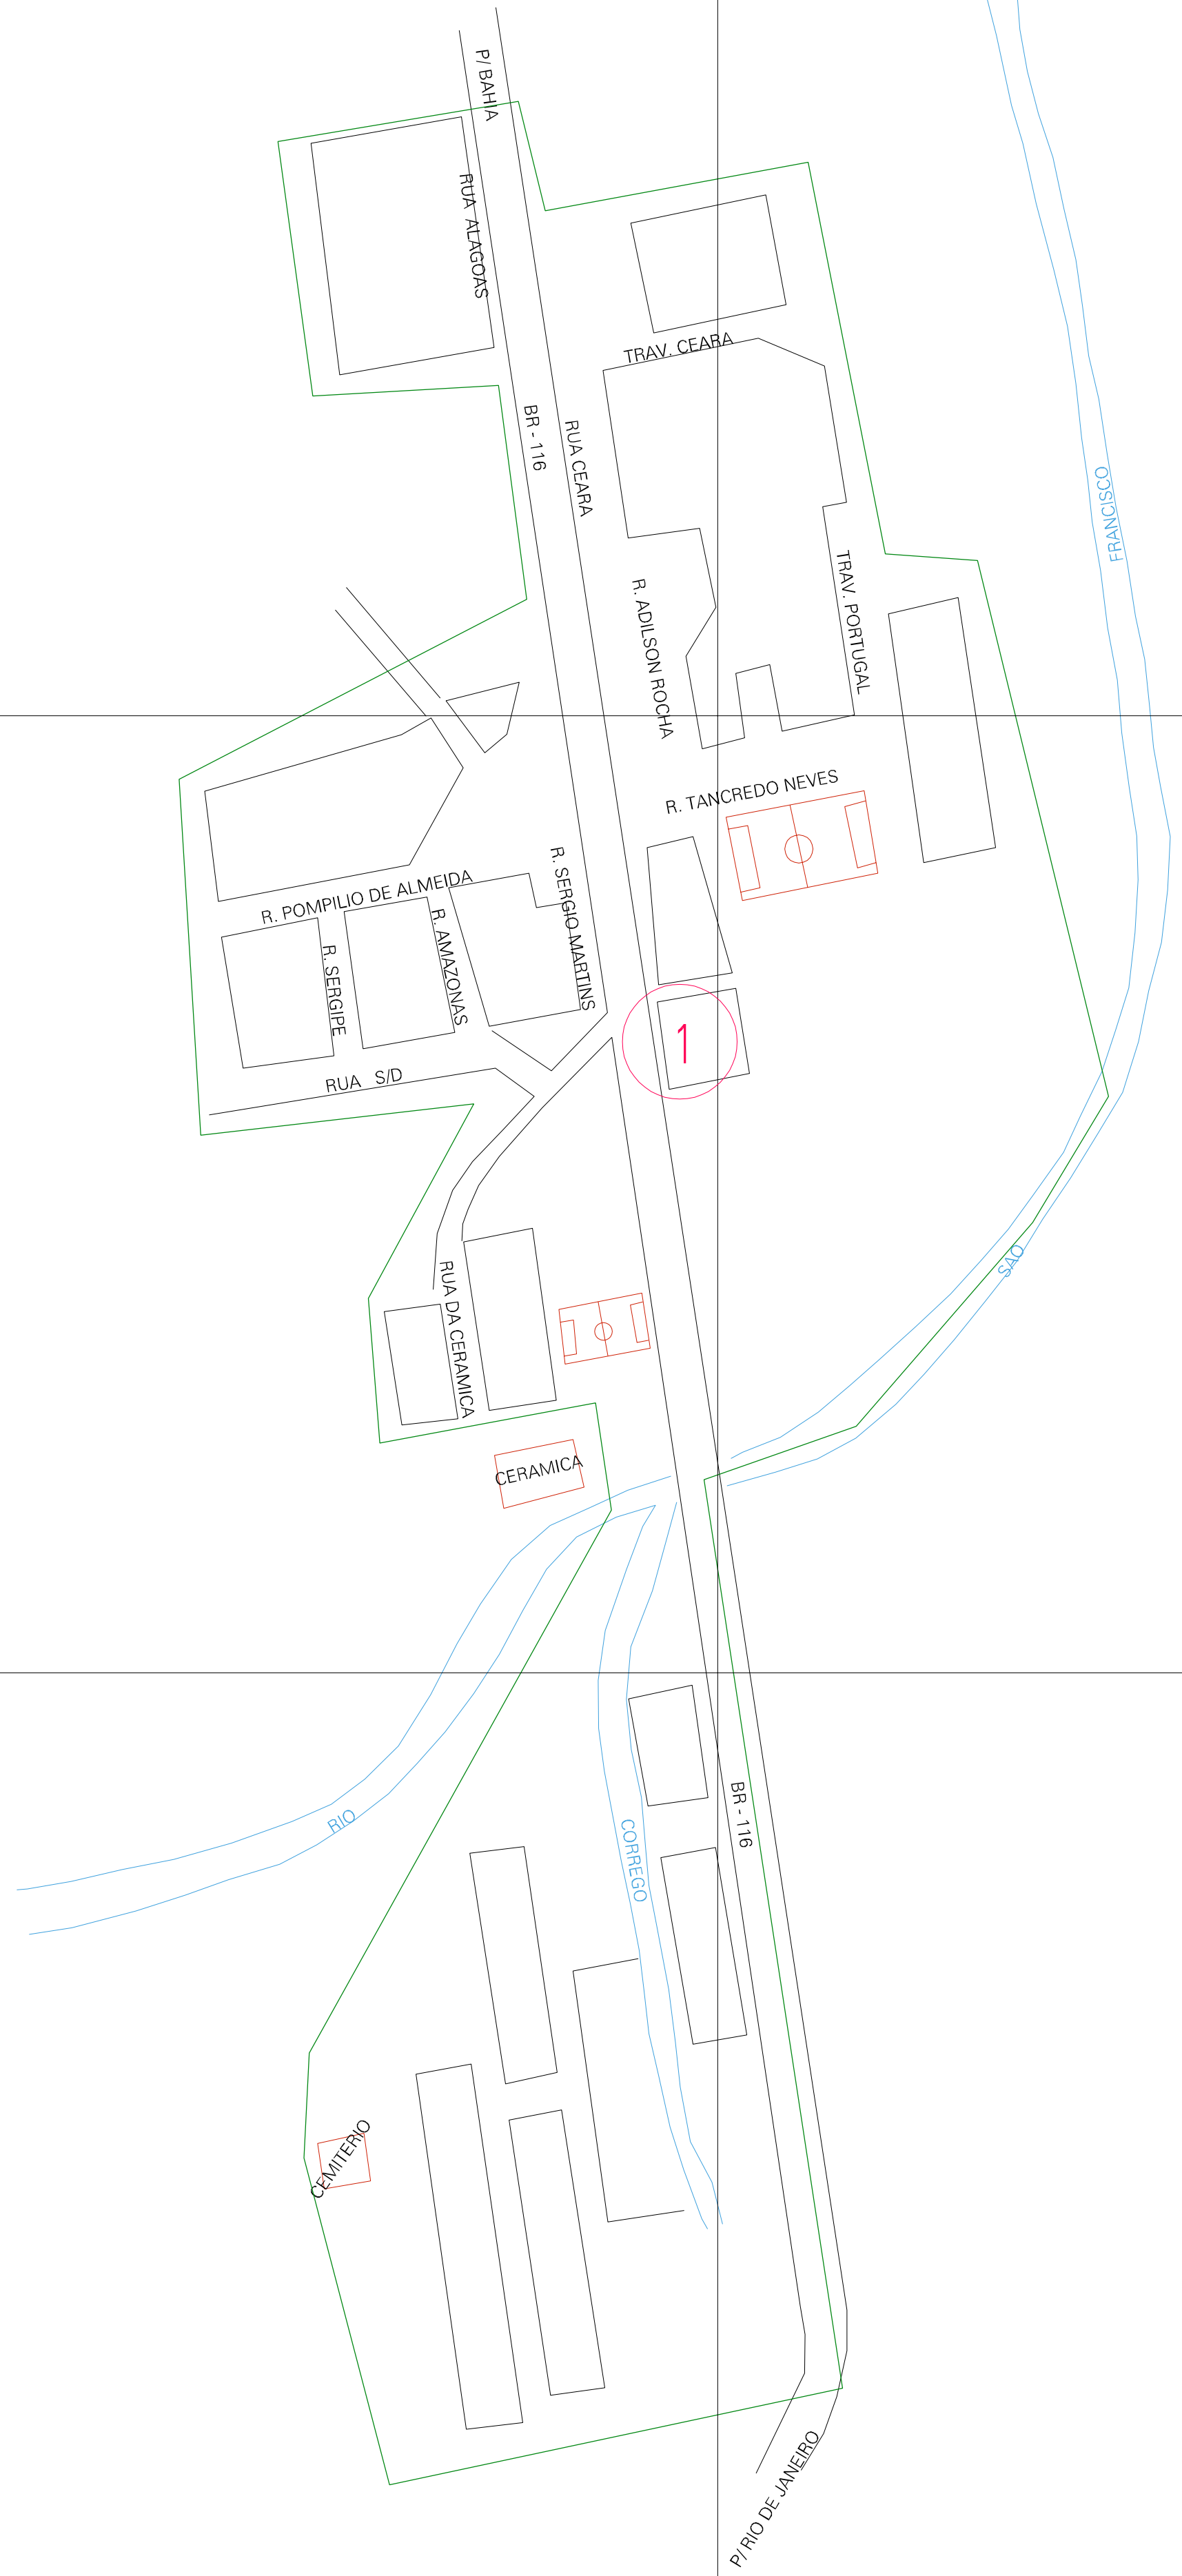 P/ BAHIA
RUA ALAGOAS
TRAV. CEARA
BR - 116
RUA CEARA
FRANCISCO
R. ADILSON ROCHA
TRAV. PORTUGAL
R. TANCREDO NEVES
R. POMPILIO DE ALMEIDA
R. SERGIO MARTINS
R. AMAZONAS
R. SERGIPE
1
RUA S/D
SAO
RUA DA CERAMICA
CERAMICA
BR - 116
RIO
CORREGO
CEMITERIO
P/ RIO DE JANEIRO